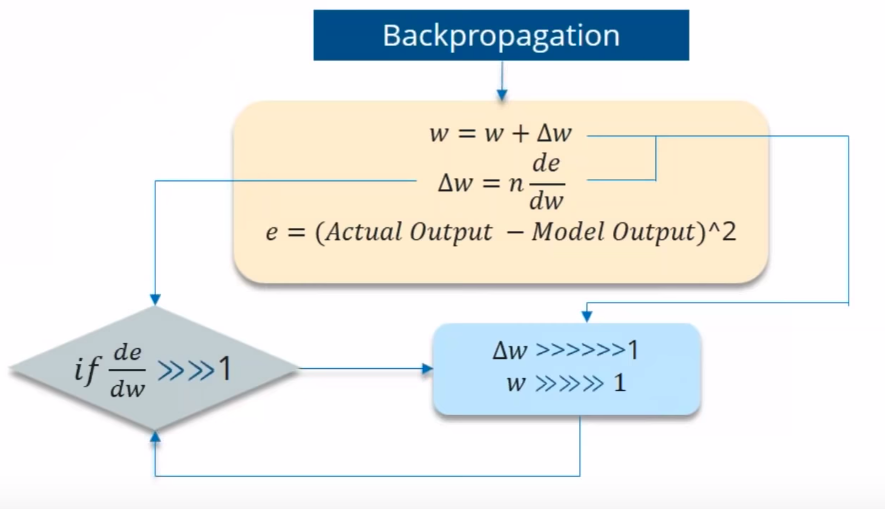 Backpropagation
w = w + Δw
Δw = n de/dw
e = (Actual Output − Model Output)^2
if de/dw ⋙⋙1
Δw >>>>>>1
w ⋙⋙ 1